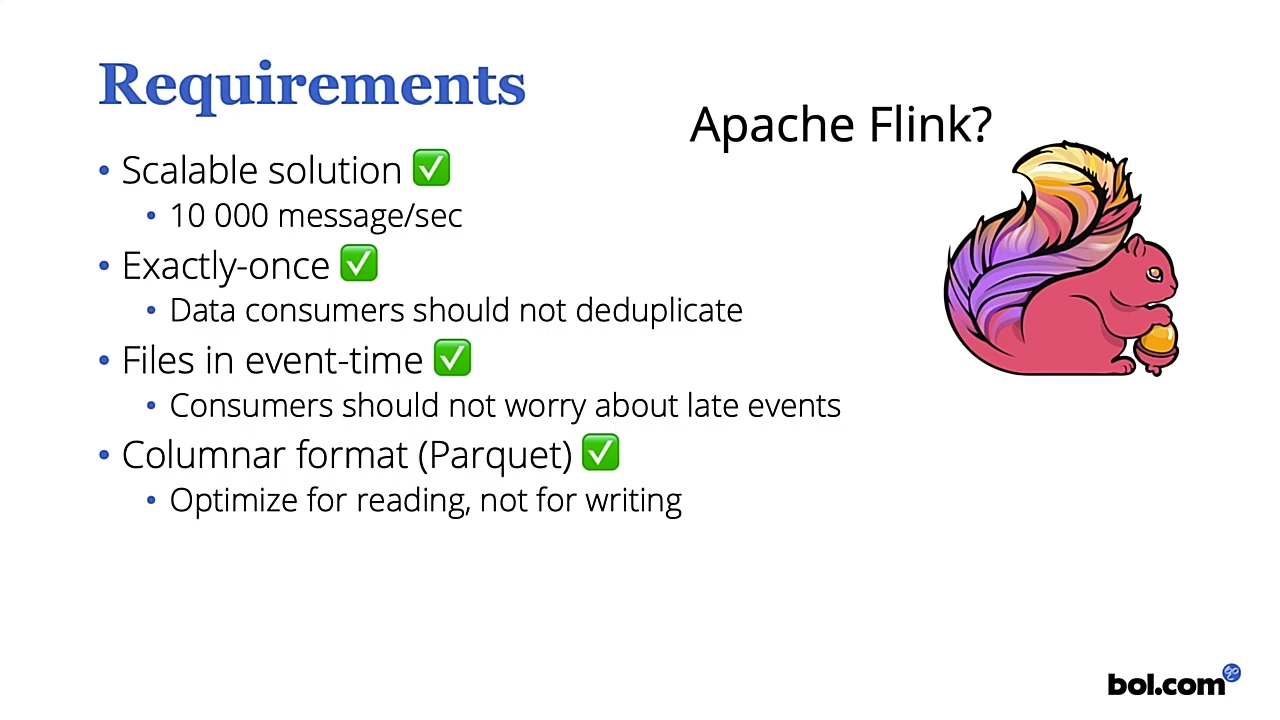 Requirements
Apache Flink?
• Scalable solution ✅
• 10 000 message/sec
• Exactly-once ✅
• Data consumers should not deduplicate
• Files in event-time ✅
• Consumers should not worry about late events
• Columnar format (Parquet) ✅
• Optimize for reading, not for writing
bol.com